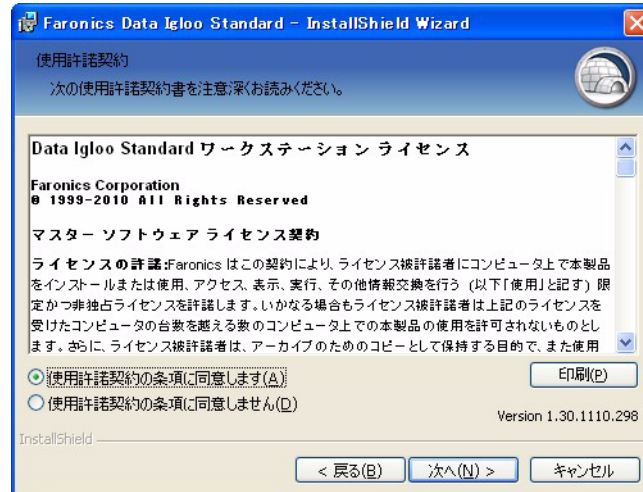 Faronics Data Igloo Standard - InstallShield Wizard
使用許諾契約
次の使用許諾契約書を注意深くお読みください。
Data Igloo Standard ワークステーション ライセンス
Faronics Corporation
© 1999-2010 All Rights Reserved
マスター ソフトウェア ライセンス契約
ライセンスの許諾:Faronics はこの契約により、ライセンス被許諾者にコンピュータ上で本製品
をインストールまたは使用、アクセス、表示、実行、その他情報交換を行う (以下「使用」と記す) 限
定かつ非独占ライセンスを許諾します。いかなる場合もライセンス被許諾者は上記のライセンスを
受けたコンピュータの台数を越える数のコンピュータ上での本製品の使用を許可されないものとし
ます。さらに、ライセンス被許諾者は、アーカイブのためのコピーとして保持する目的で、また使用
使用許諾契約の条項に同意します(A)
印刷(P)
使用許諾契約の条項に同意しません(D)
Version 1.30.1110.298
InstallShield
< 戻る(B)
次へ(N) >
キャンセル